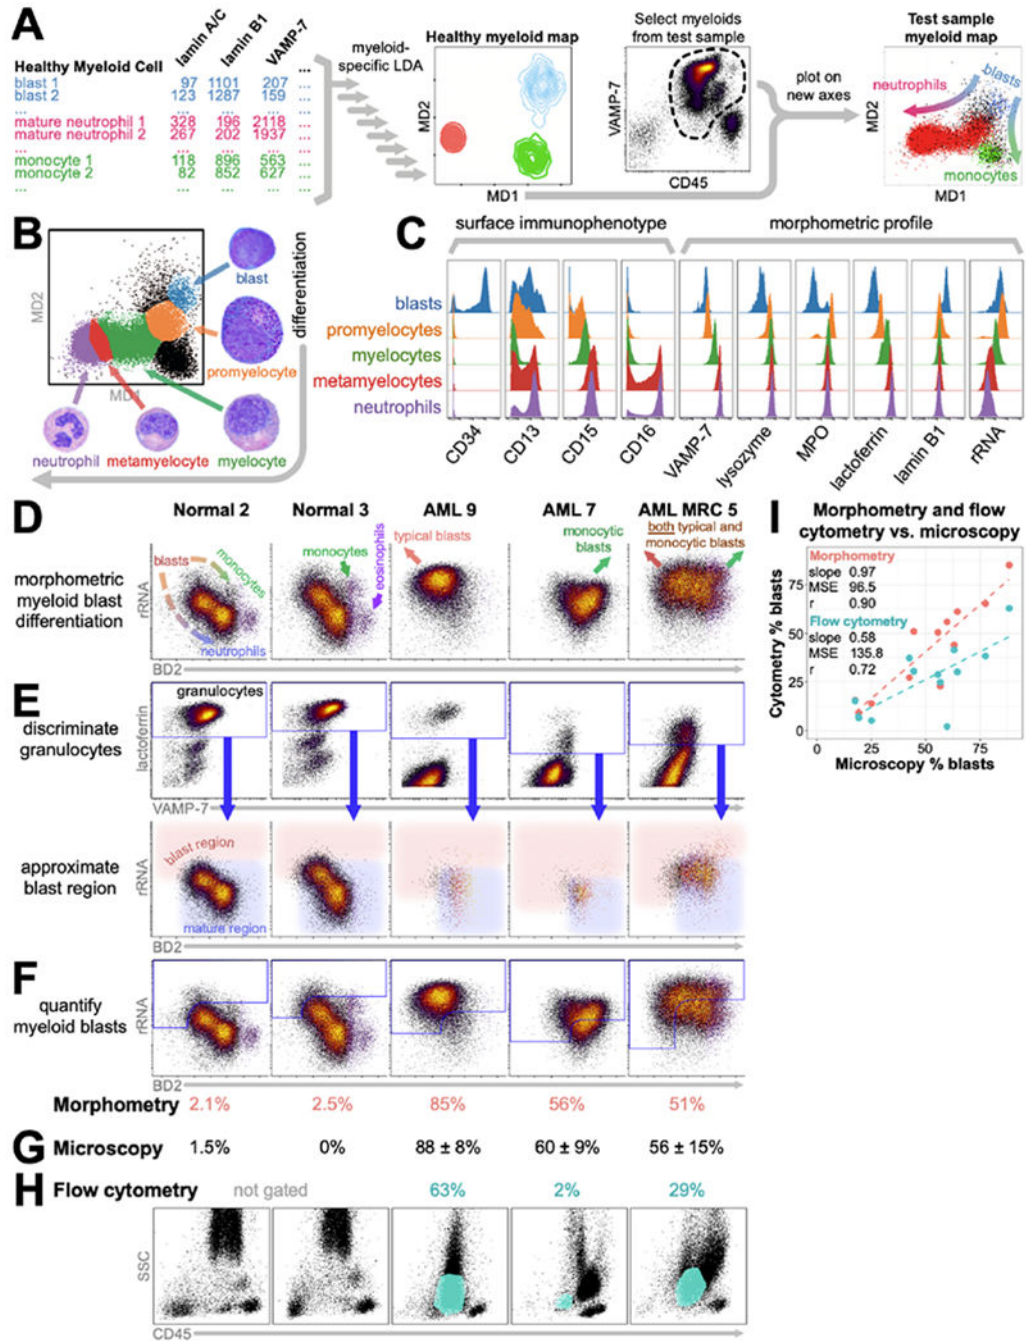 A
lamin A/C
lamin B1
VAMP-7
Healthy Myeloid Cell ...
blast 1 97 1101 207 ...
blast 2 123 1287 159 ...
... ... ... ...
mature neutrophil 1 328 196 2118 ...
mature neutrophil 2 267 202 1937 ...
... ... ... ... ...
monocyte 1 118 896 563 ...
monocyte 2 82 852 627 ...
... ... ... ... ...
myeloid-
specific LDA
Healthy myeloid map
MD2
MD1
Select myeloids
from test sample
VAMP-7
CD45
plot on
new axes
Test sample
myeloid map
neutrophils
blasts
monocytes
MD2
MD1
B
MD2
MD1
blast
promyelocyte
neutrophil metamyelocyte myelocyte
differentiation
C
surface immunophenotype morphometric profile
blasts
promyelocytes
myelocytes
metamyelocytes
neutrophils
CD34
CD13
CD15
CD16
VAMP-7
lysozyme
MPO
lactoferrin
lamin B1
rRNA
D
Normal 2 Normal 3 AML 9 AML 7 AML MRC 5
morphometric
myeloid blast
differentiation
rRNA
BD2
blasts
monocytes
neutrophils
monocytes
eosinophils
typical blasts
monocytic
blasts
both typical and
monocytic blasts
E
discriminate
granulocytes
lactoferrin
granulocytes
VAMP-7
approximate
blast region
rRNA
blast region
mature region
BD2
F
quantify
myeloid blasts
rRNA
BD2
Morphometry 2.1% 2.5% 85% 56% 51%
G
Microscopy 1.5% 0% 88 ± 8% 60 ± 9% 56 ± 15%
H
Flow cytometry not gated 63% 2% 29%
SSC
CD45
I
Morphometry and flow
cytometry vs. microscopy
Morphometry
slope 0.97
MSE 96.5
r 0.90
Flow cytometry
slope 0.58
MSE 135.8
r 0.72
Cytometry % blasts
75
50
25
0
0 25 50 75
Microscopy % blasts